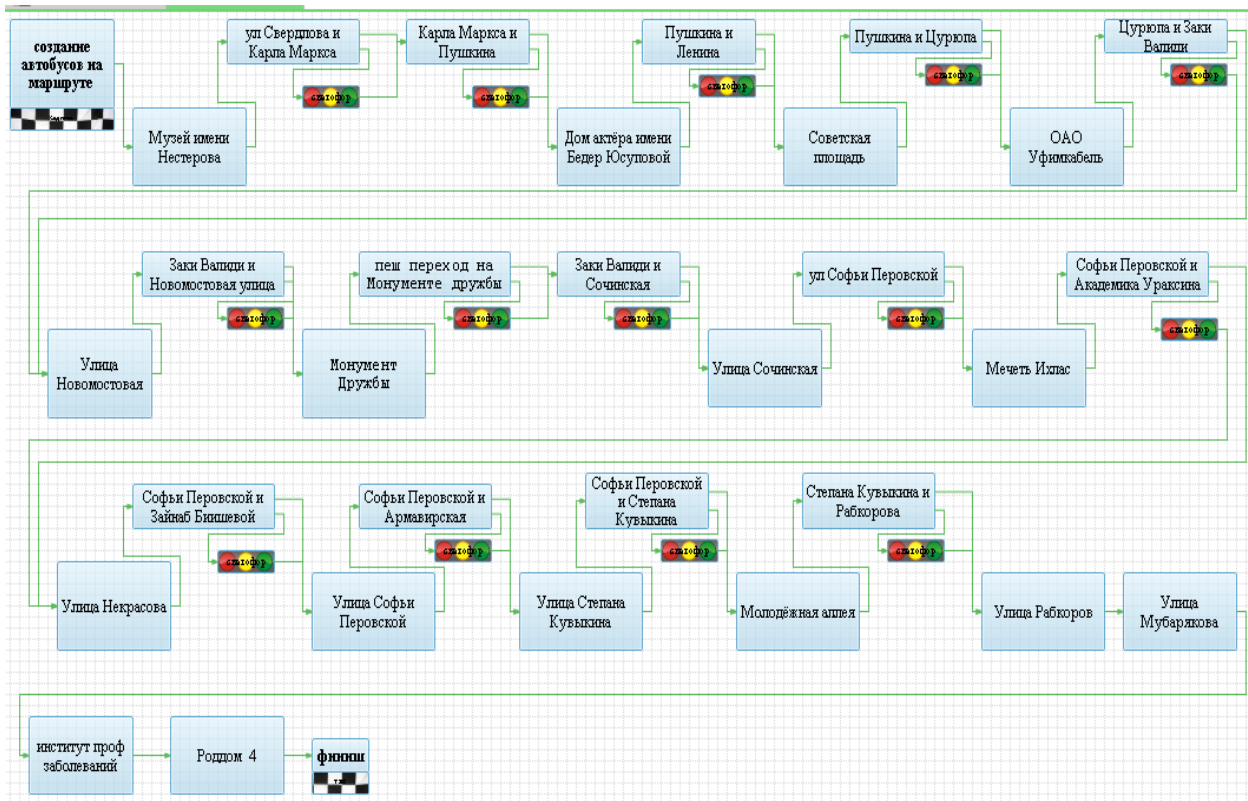 создание
автобусов на
маршруте
Музей имени
Нестерова
ул Свердлова и
Карла Маркса
светофор
Карла Маркса и
Пушкина
светофор
Дом актёра имени
Бедер Юсуповой
Пушкина и
Ленина
светофор
Советская
площадь
Пушкина и Цурюпа
светофор
ОАО
Уфимкабель
Цурюпа и Заки
Валиди
светофор
Улица
Новомостовая
Заки Валиди и
Новомостовая улица
светофор
Монумент
Дружбы
пеш переход на
Монументе дружбы
светофор
Заки Валиди и
Сочинская
светофор
Улица Сочинская
ул Софьи Перовской
светофор
Мечеть Ихлас
Софьи Перовской и
Академика Ураксина
светофор
Улица Некрасова
Софьи Перовской и
Зайнаб Биишевой
светофор
Улица Софьи
Перовской
Софьи Перовской и
Армавирская
светофор
Улица Степана
Кувыкина
Софьи Перовской
и Степана
Кувыкина
светофор
Молодёжная аллея
Степана Кувыкина и
Рабкорова
светофор
Улица Рабкоров
Улица
Мубарякова
институт проф
заболеваний
Роддом 4
финиш